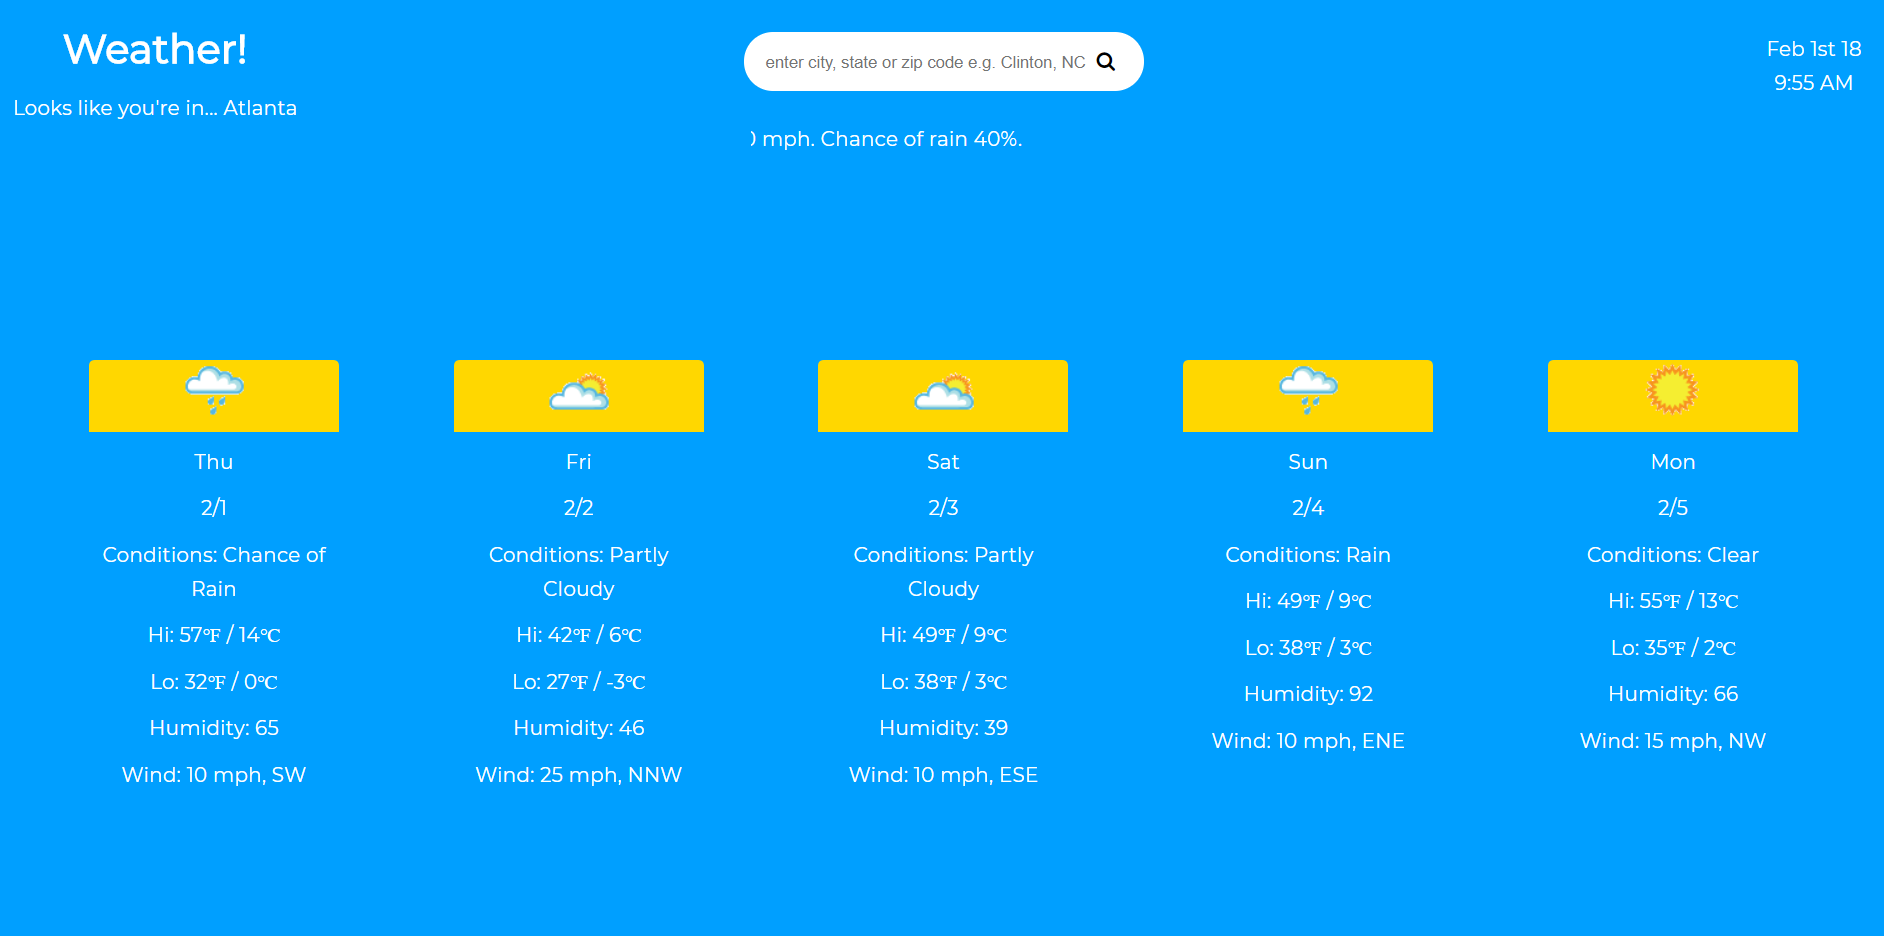 Weather!
Looks like you're in... Atlanta
enter city, state or zip code e.g. Clinton, NC
mph. Chance of rain 40%.
Feb 1st 18
9:55 AM
Thu
2/1
Conditions: Chance of
Rain
Hi: 57℉ / 14℃
Lo: 32℉ / 0℃
Humidity: 65
Wind: 10 mph, SW
Fri
2/2
Conditions: Partly
Cloudy
Hi: 42℉ / 6℃
Lo: 27℉ / -3℃
Humidity: 46
Wind: 25 mph, NNW
Sat
2/3
Conditions: Partly
Cloudy
Hi: 49℉ / 9℃
Lo: 38℉ / 3℃
Humidity: 39
Wind: 10 mph, ESE
Sun
2/4
Conditions: Rain
Hi: 49℉ / 9℃
Lo: 38℉ / 3℃
Humidity: 92
Wind: 10 mph, ENE
Mon
2/5
Conditions: Clear
Hi: 55℉ / 13℃
Lo: 35℉ / 2℃
Humidity: 66
Wind: 15 mph, NW